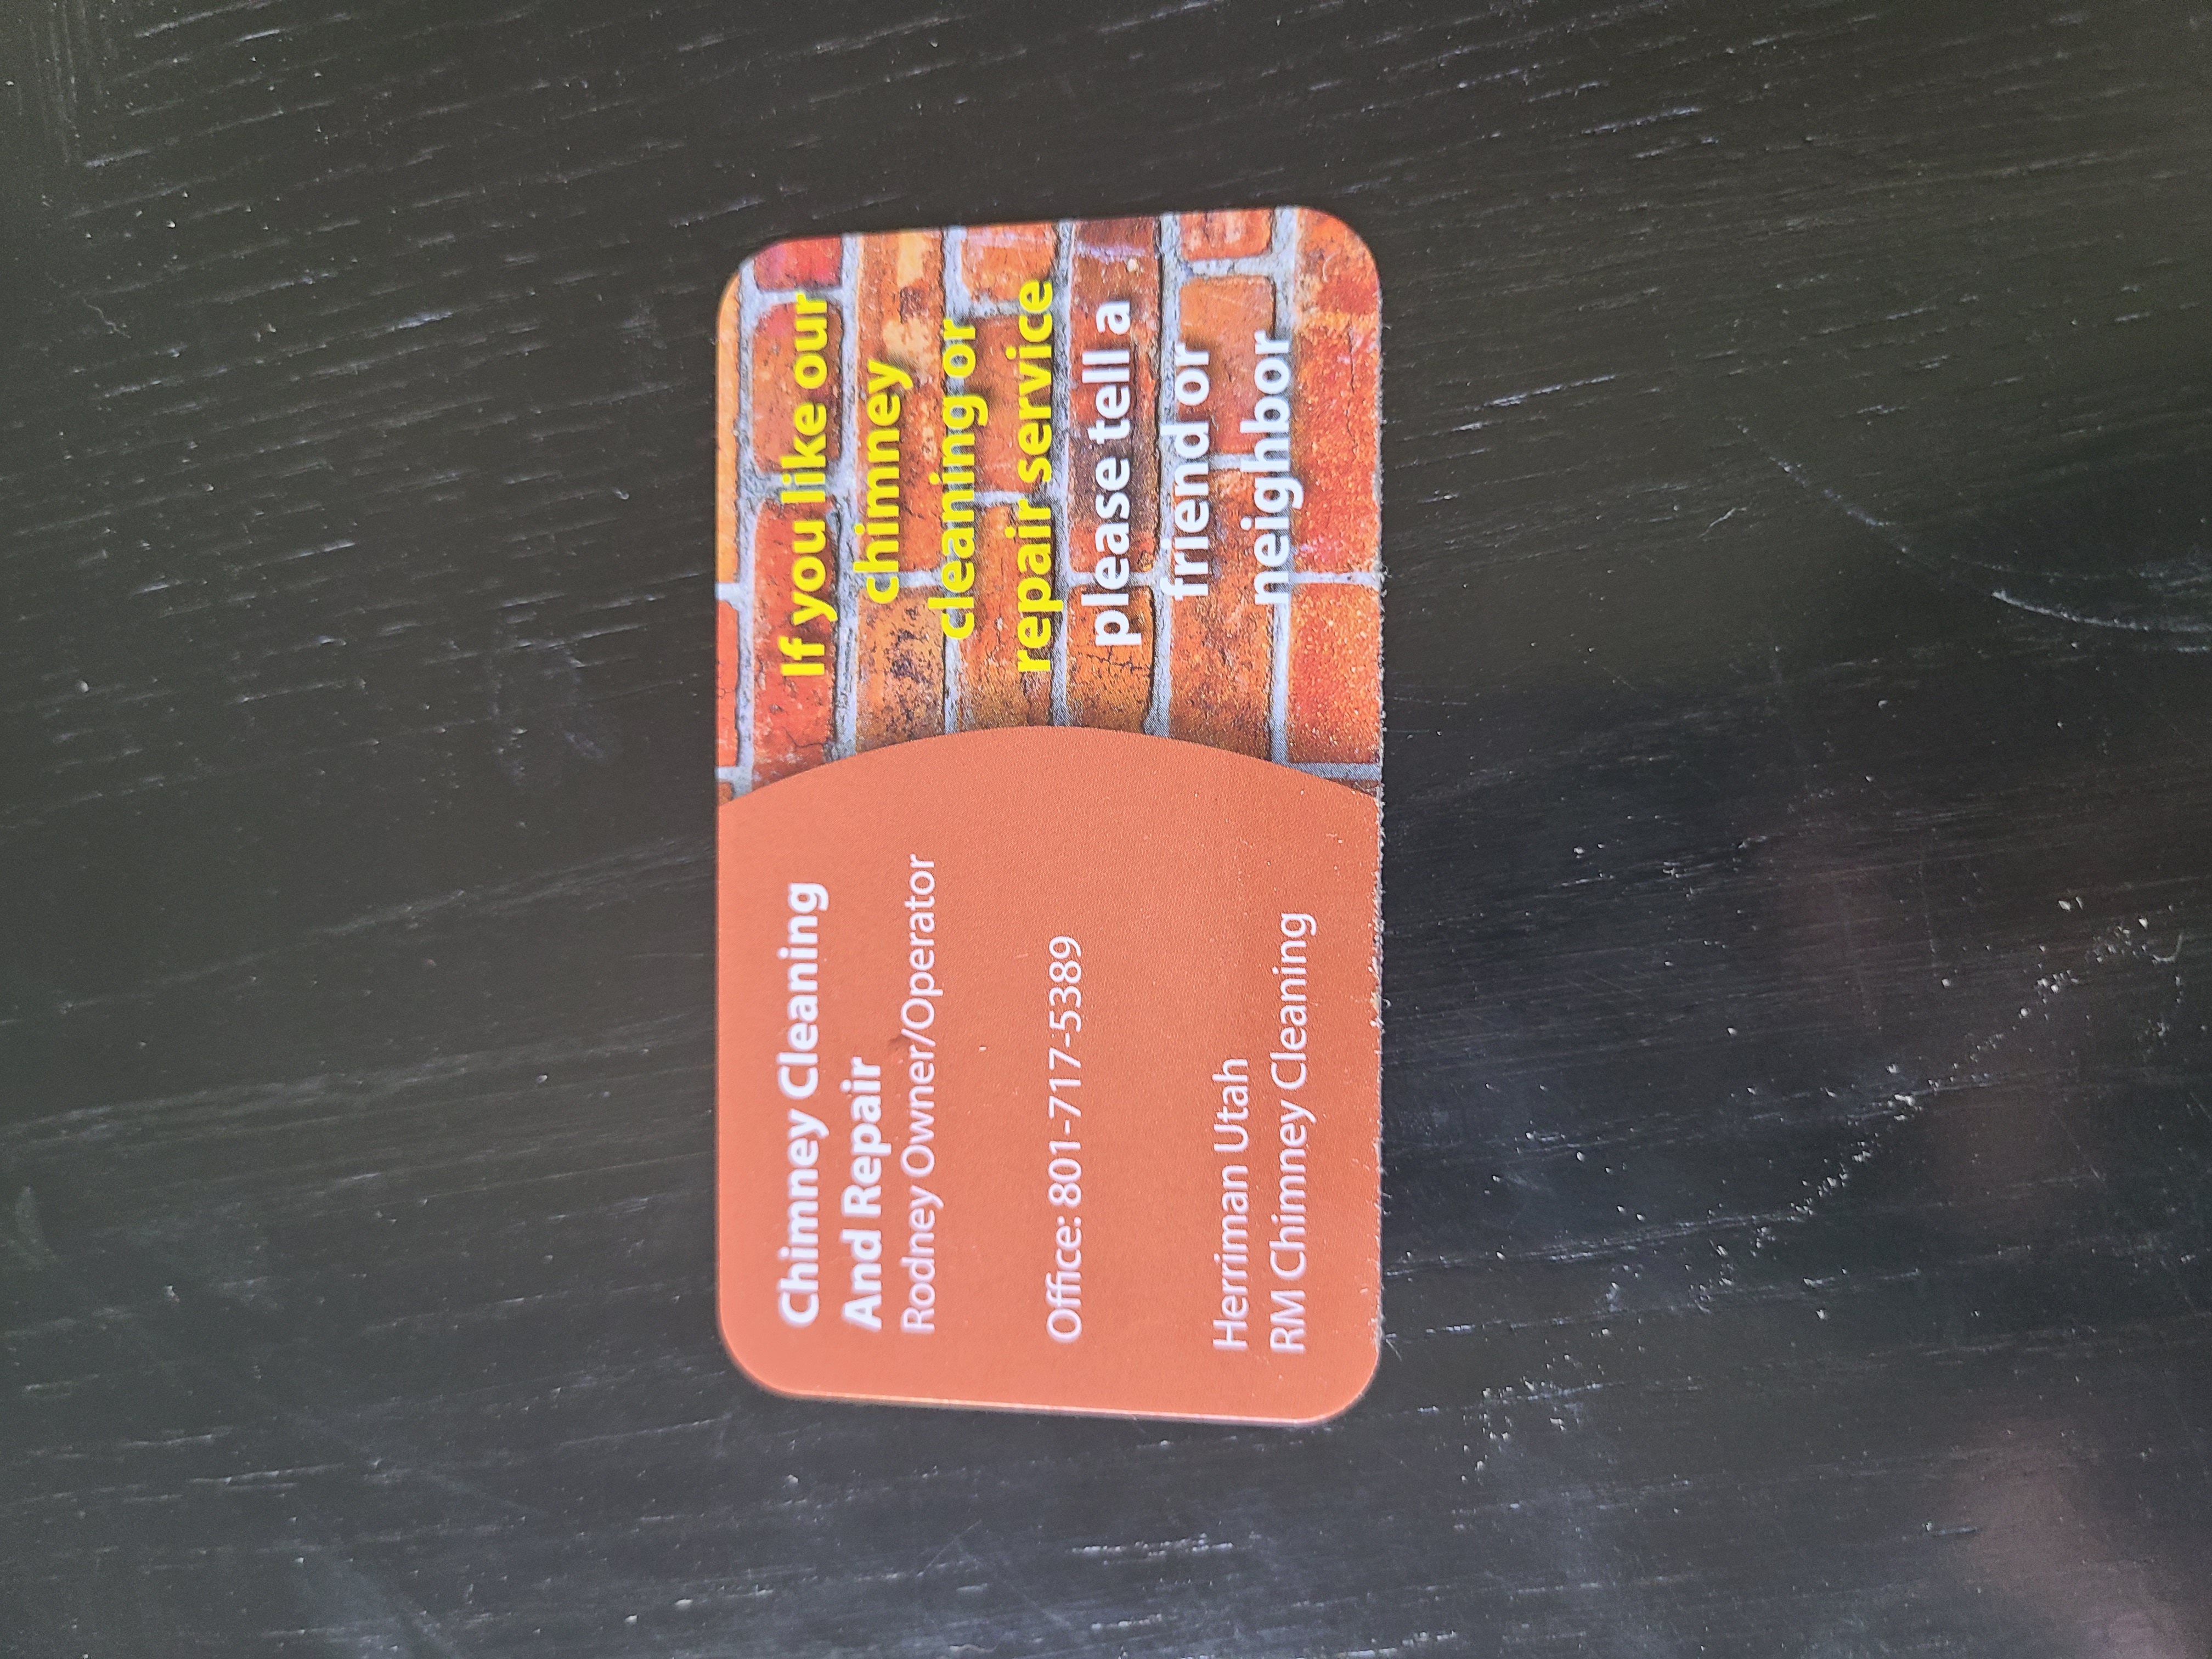 Chimney Cleaning
And Repair
Rodney Owner/Operator
Office: 801-717-5389
Herriman Utah
RM Chimney Cleaning
If you like our
chimney
cleaning or
repair service
please tell a
friend or
neighbor